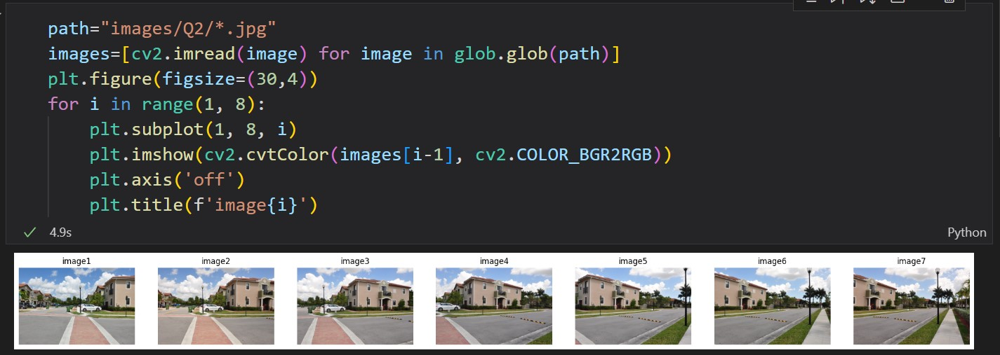 path="images/Q2/*.jpg"
images=[cv2.imread(image) for image in glob.glob(path)]
plt.figure(figsize=(30,4))
for i in range(1, 8):
    plt.subplot(1, 8, i)
    plt.imshow(cv2.cvtColor(images[i-1], cv2.COLOR_BGR2RGB))
    plt.axis('off')
    plt.title(f'image{i}')
4.9s Python
image1 image2 image3 image4 image5 image6 image7